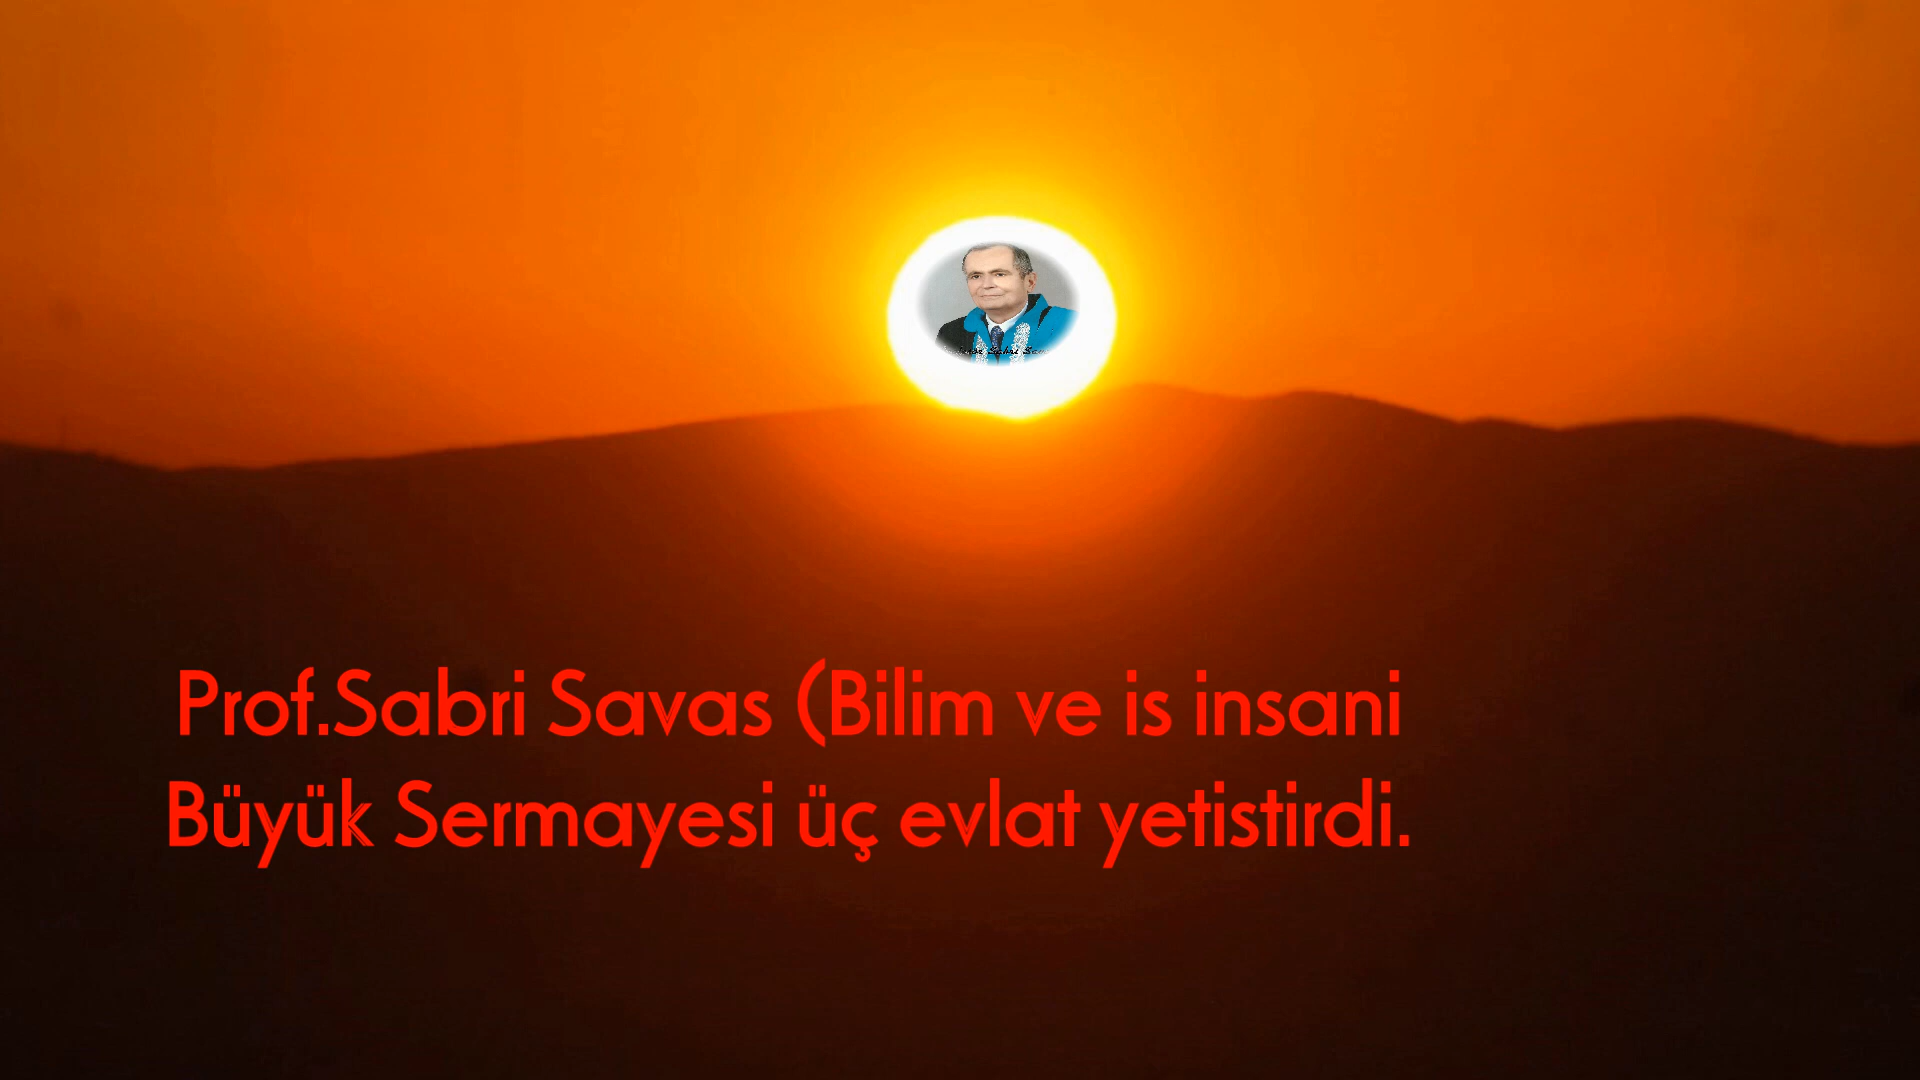 Prof.Sabri Savas (Bilim ve is insani
Büyük Sermayesi üç evlat yetistirdi.